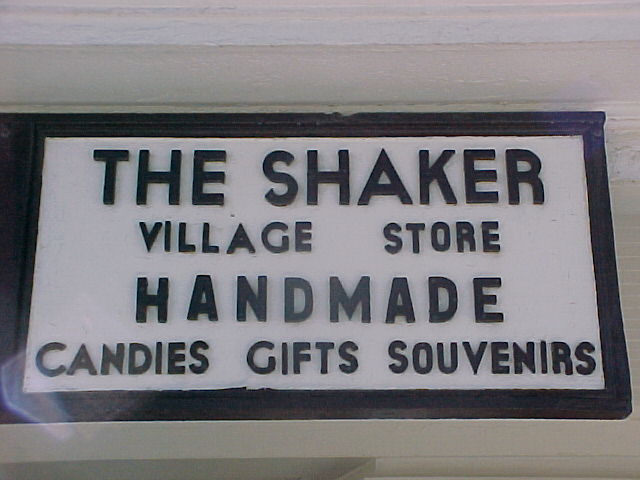 THE SHAKER
VILLAGE STORE
HANDMADE
CANDIES GIFTS SOUVENIRS